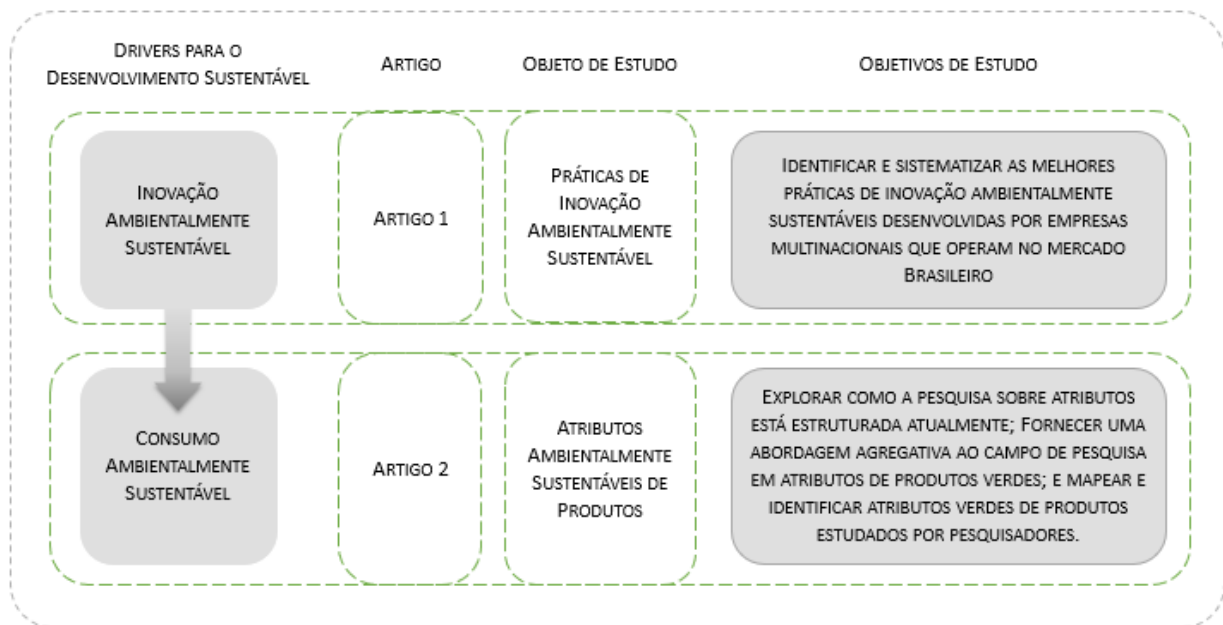 Drivers para o
Desenvolvimento Sustentável
Artigo
Objeto de Estudo
Objetivos de Estudo
Inovação
Ambientalmente
Sustentável
Artigo 1
Práticas de
Inovação
Ambientalmente
Sustentável
Identificar e sistematizar as melhores
práticas de inovação ambientalmente
sustentáveis desenvolvidas por empresas
multinacionais que operam no mercado
Brasileiro
Consumo
Ambientalmente
Sustentável
Artigo 2
Atributos
Ambientalmente
Sustentáveis de
Produtos
Explorar como a pesquisa sobre atributos
está estruturada atualmente; Fornecer uma
abordagem agregativa ao campo de pesquisa
em atributos de produtos verdes; e mapear e
identificar atributos verdes de produtos
estudados por pesquisadores.